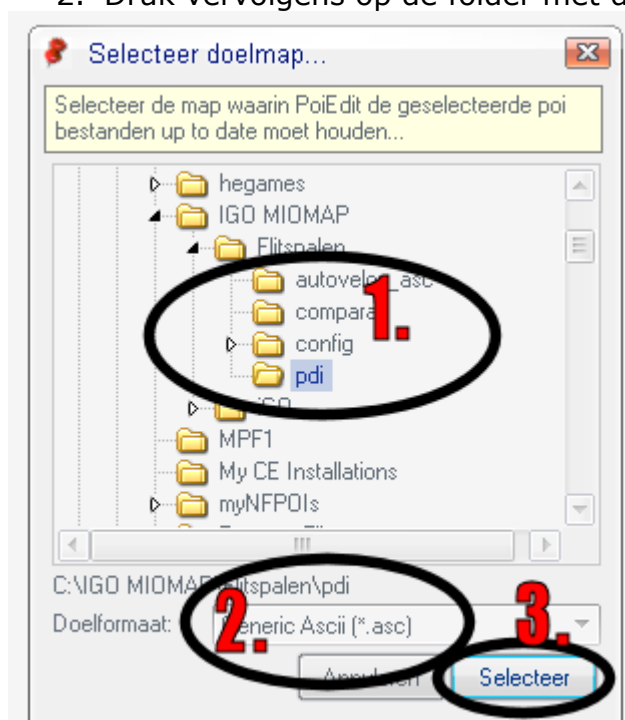 2. Druk vervolgens op de folder met d
Selecteer doelmap...
Selecteer de map waarin PoiEdit de geselecteerde poi
bestanden up to date moet houden...
hegames
IGO MIOMAP
Flitspalen
autovelox_asc
compara
1.
config
pdi
iGO
MPF1
My CE Installations
myNFPOIs
C:\IGO MIOMAP\Flitspalen\pdi
Doelformaat: 2. Generic Ascii (*.asc) 3.
Annuleren Selecteer